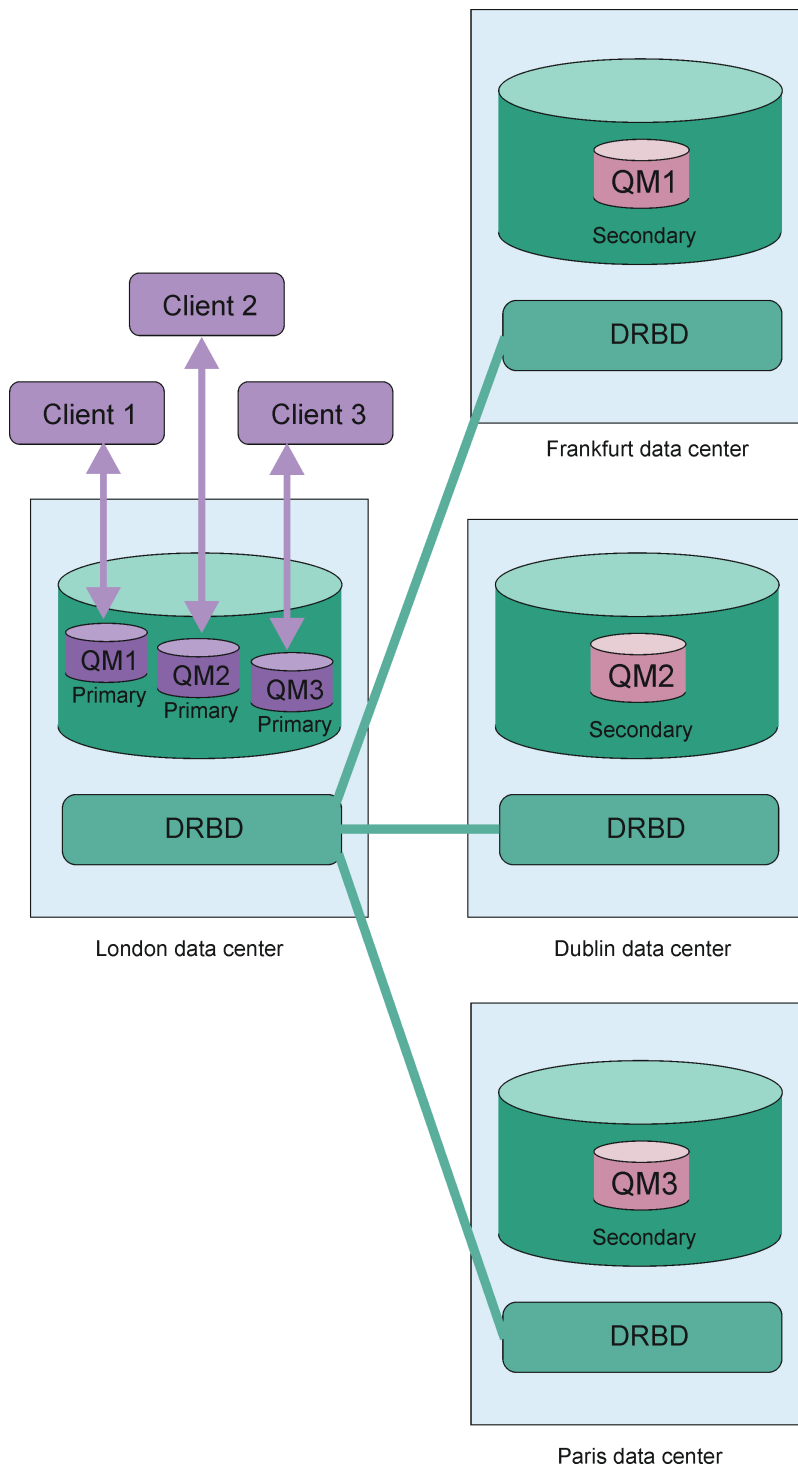 QM1
Secondary
DRBD
Frankfurt data center
Client 2
Client 1
Client 3
QM1
Primary
QM2
Primary
QM3
Primary
DRBD
London data center
QM2
Secondary
DRBD
Dublin data center
QM3
Secondary
DRBD
Paris data center